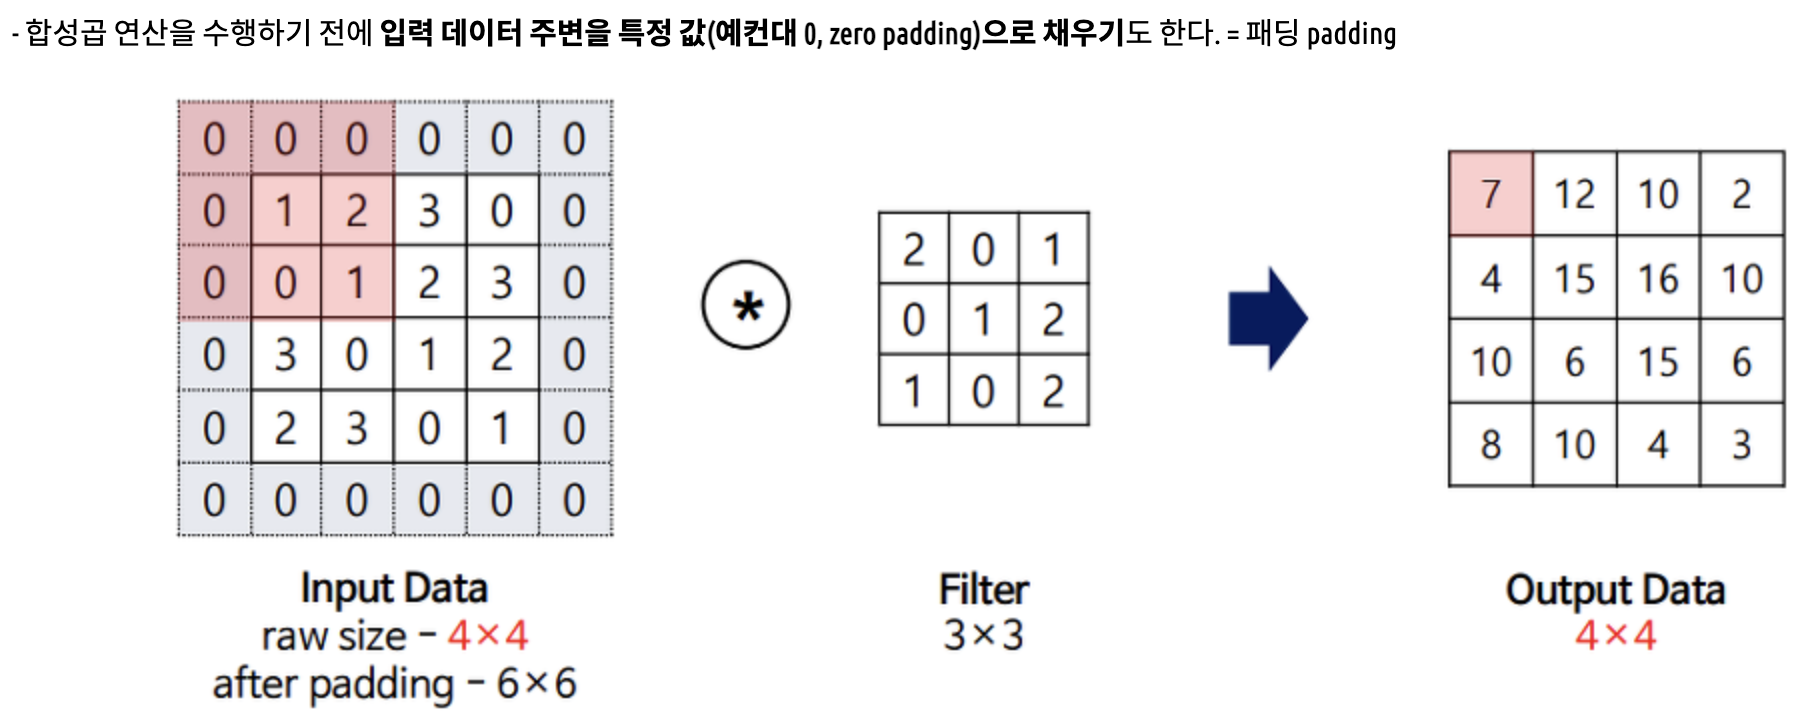 - 합성곱 연산을 수행하기 전에 입력 데이터 주변을 특정 값(예컨대 0, zero padding)으로 채우기도 한다. = 패딩 padding
0 0 0 0 0 0
0 1 2 3 0 0
0 0 1 2 3 0
0 3 0 1 2 0
0 2 3 0 1 0
0 0 0 0 0 0
Input Data
raw size - 4×4
after padding - 6×6
*
2 0 1
0 1 2
1 0 2
Filter
3×3
7 12 10 2
4 15 16 10
10 6 15 6
8 10 4 3
Output Data
4×4